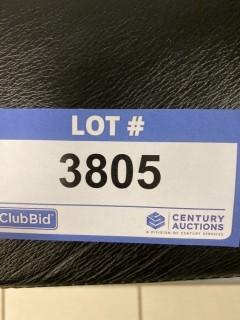 LOT #
3805
ClubBid
CENTURY
AUCTIONS
A DIVISION OF CENTURY SERVICES